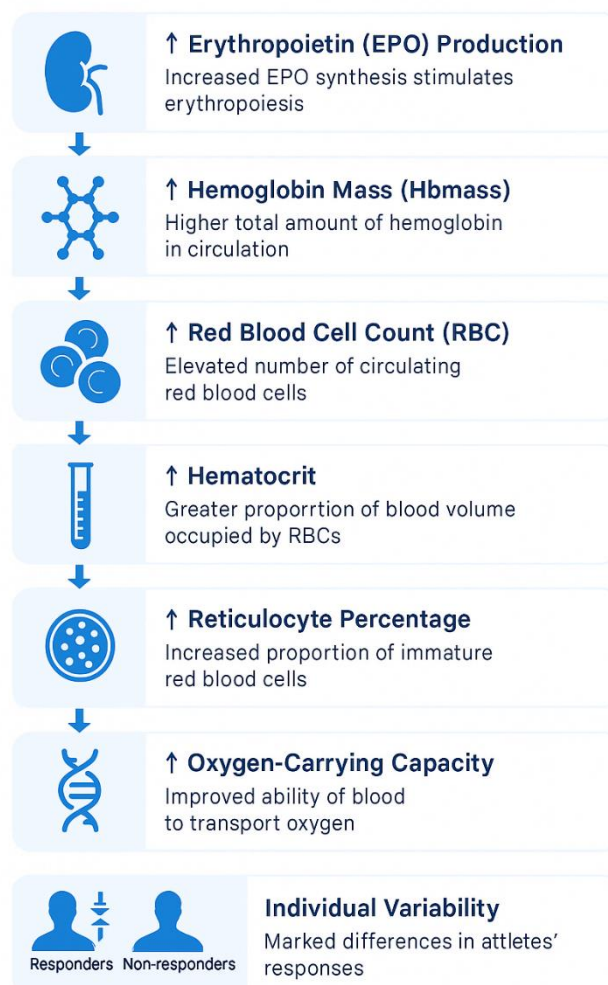 ↑ Erythropoietin (EPO) Production
Increased EPO synthesis stimulates
erythropoiesis
↑ Hemoglobin Mass (Hbmass)
Higher total amount of hemoglobin
in circulation
↑ Red Blood Cell Count (RBC)
Elevated number of circulating
red blood cells
↑ Hematocrit
Greater proporrtion of blood volume
occupied by RBCs
↑ Reticulocyte Percentage
Increased proportion of immature
red blood cells
↑ Oxygen-Carrying Capacity
Improved ability of blood
to transport oxygen
Responders Non-responders
Individual Variability
Marked differences in attletes’
responses